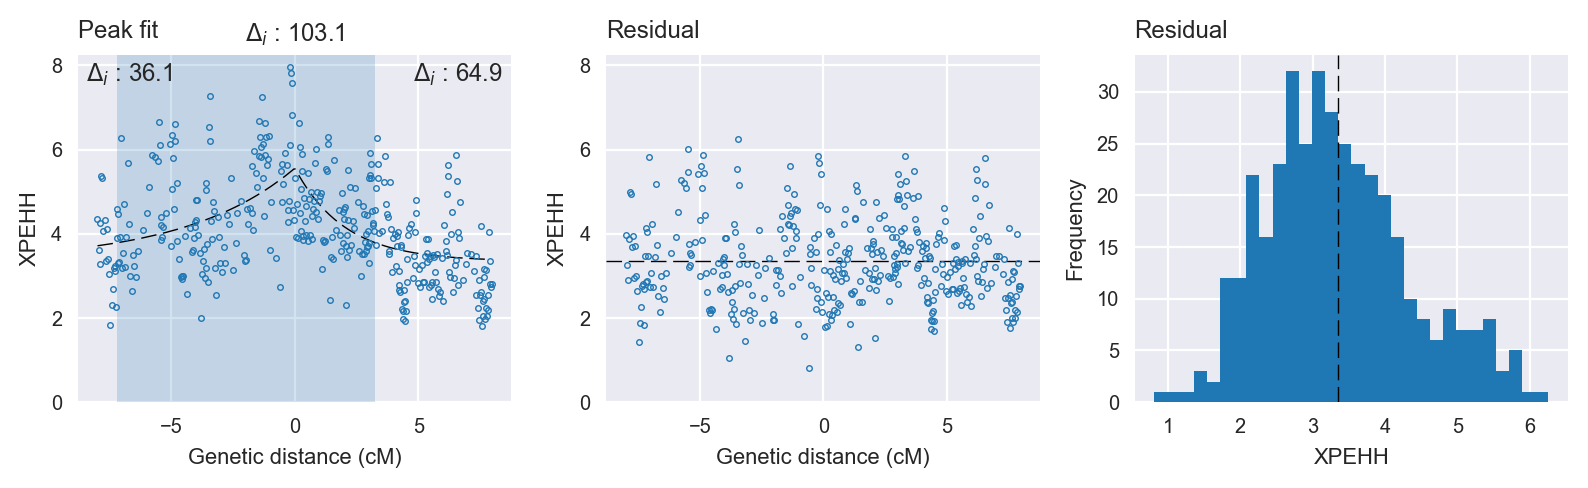 Peak fit
Δi : 103.1
Δi : 36.1
Δi : 64.9
8
6
4
2
0
XPEHH
−5
0
5
Genetic distance (cM)
Residual
8
6
4
2
0
XPEHH
−5
0
5
Genetic distance (cM)
Residual
30
25
20
15
10
5
0
Frequency
1
2
3
4
5
6
XPEHH